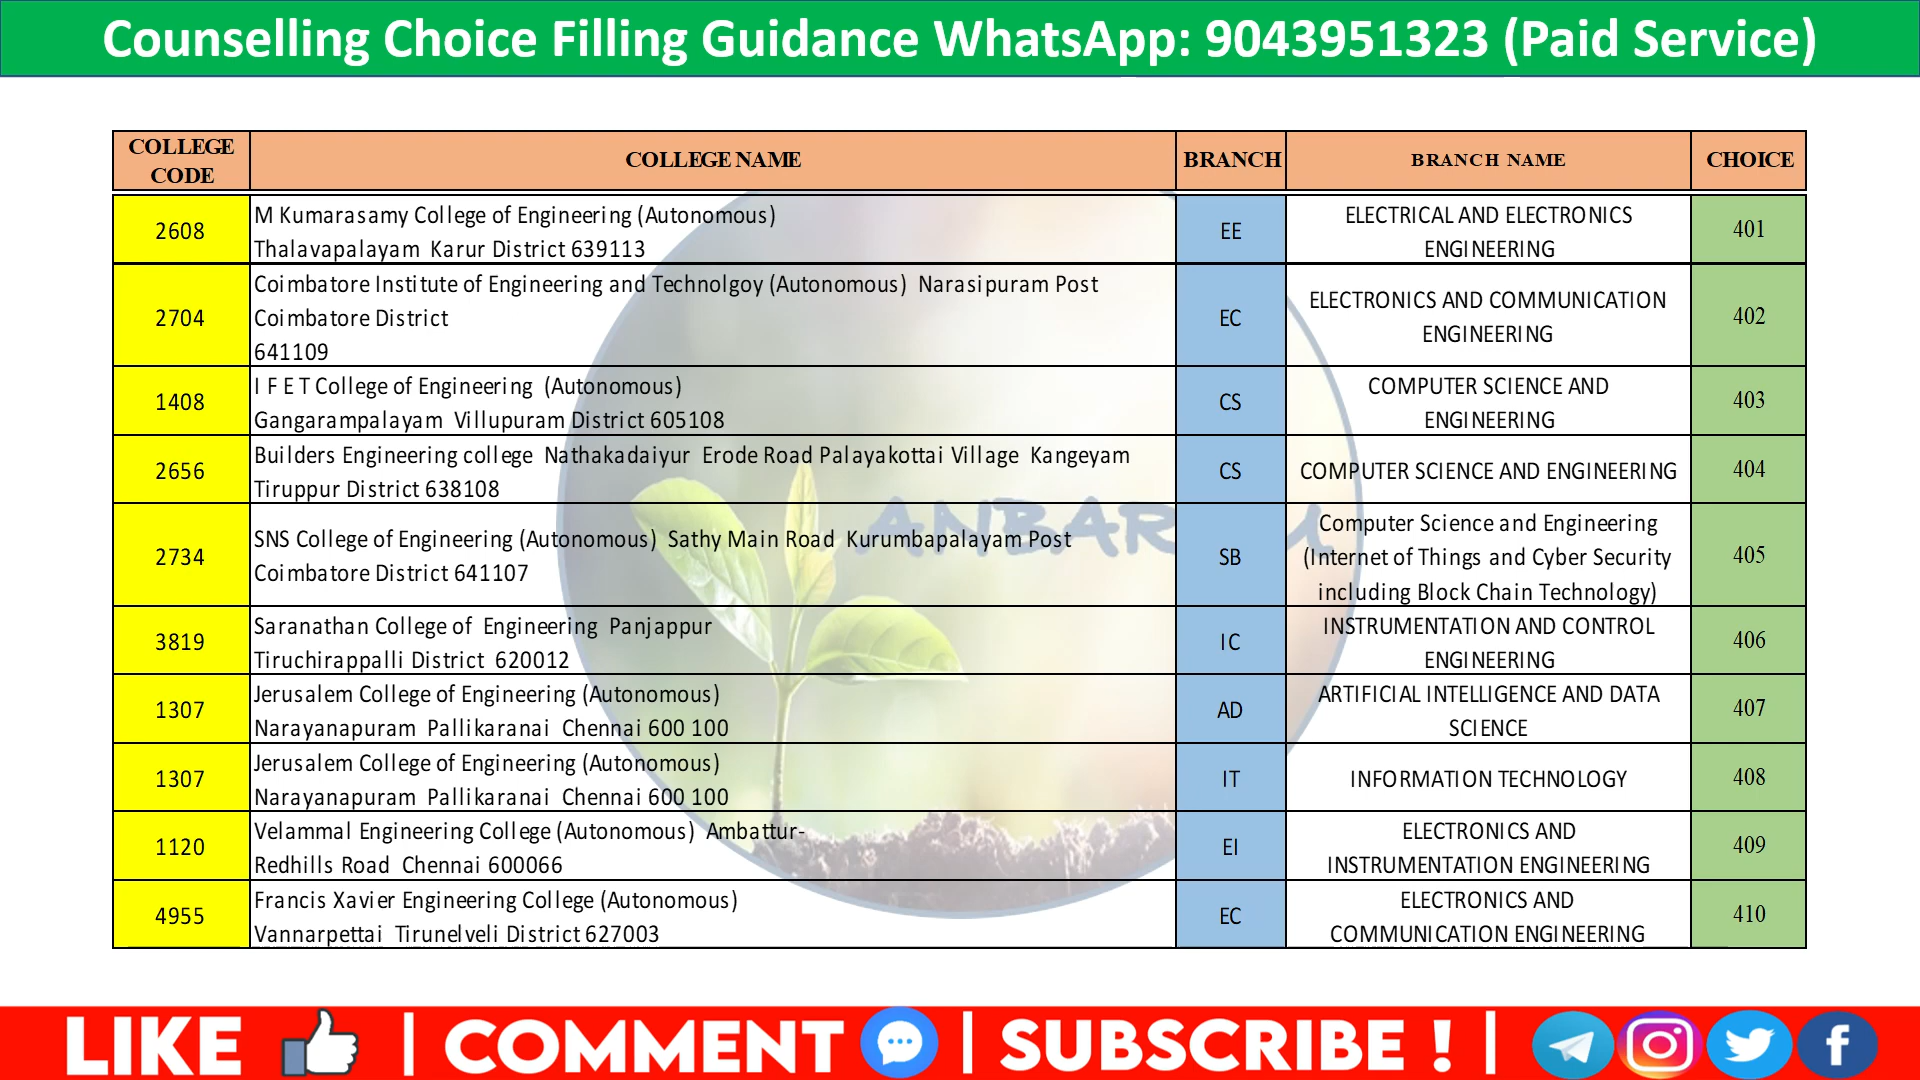 Counselling Choice Filling Guidance WhatsApp: 9043951323 (Paid Service)
COLLEGE CODE COLLEGE NAME BRANCH BRANCH NAME CHOICE
2608 M Kumarasamy College of Engineering (Autonomous) EE ELECTRICAL AND ELECTRONICS 401
Thalavapalayam Karur District 639113 ENGINEERING
2704 Coimbatore Institute of Engineering and Technolgoy (Autonomous) Narasipuram Post EC ELECTRONICS AND COMMUNICATION 402
Coimbatore District ENGINEERING
641109
1408 I F E T College of Engineering (Autonomous) CS COMPUTER SCIENCE AND 403
Gangarampalayam Villupuram District 605108 ENGINEERING
2656 Builders Engineering college Nathakadaiyur Erode Road Palayakottai Village Kangeyam CS COMPUTER SCIENCE AND ENGINEERING 404
Tiruppur District 638108
2734 SNS College of Engineering (Autonomous) Sathy Main Road Kurumbapalayam Post SB Computer Science and Engineering 405
Coimbatore District 641107 (Internet of Things and Cyber Security
including Block Chain Technology)
3819 Saranathan College of Engineering Panjappur IC INSTRUMENTATION AND CONTROL 406
Tiruchirappalli District 620012 ENGINEERING
1307 Jerusalem College of Engineering (Autonomous) AD ARTIFICIAL INTELLIGENCE AND DATA 407
Narayanapuram Pallikaranai Chennai 600 100 SCIENCE
1307 Jerusalem College of Engineering (Autonomous) IT INFORMATION TECHNOLOGY 408
Narayanapuram Pallikaranai Chennai 600 100
1120 Velammal Engineering College (Autonomous) Ambattur- EI ELECTRONICS AND 409
Redhills Road Chennai 600066 INSTRUMENTATION ENGINEERING
4955 Francis Xavier Engineering College (Autonomous) EC ELECTRONICS AND 410
Vannarpettai Tirunelveli District 627003 COMMUNICATION ENGINEERING
LIKE | COMMENT | SUBSCRIBE ! |